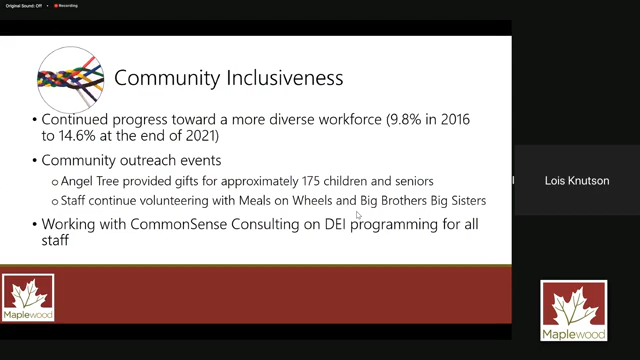 Original Sound: Off
Recording
Community Inclusiveness
• Continued progress toward a more diverse workforce (9.8% in 2016
to 14.6% at the end of 2021)
• Community outreach events
o Angel Tree provided gifts for approximately 175 children and seniors
o Staff continue volunteering with Meals on Wheels and Big Brothers Big Sisters
• Working with CommonSense Consulting on DEI programming for all
staff
Lois Knutson
Maplewood
Maplewood